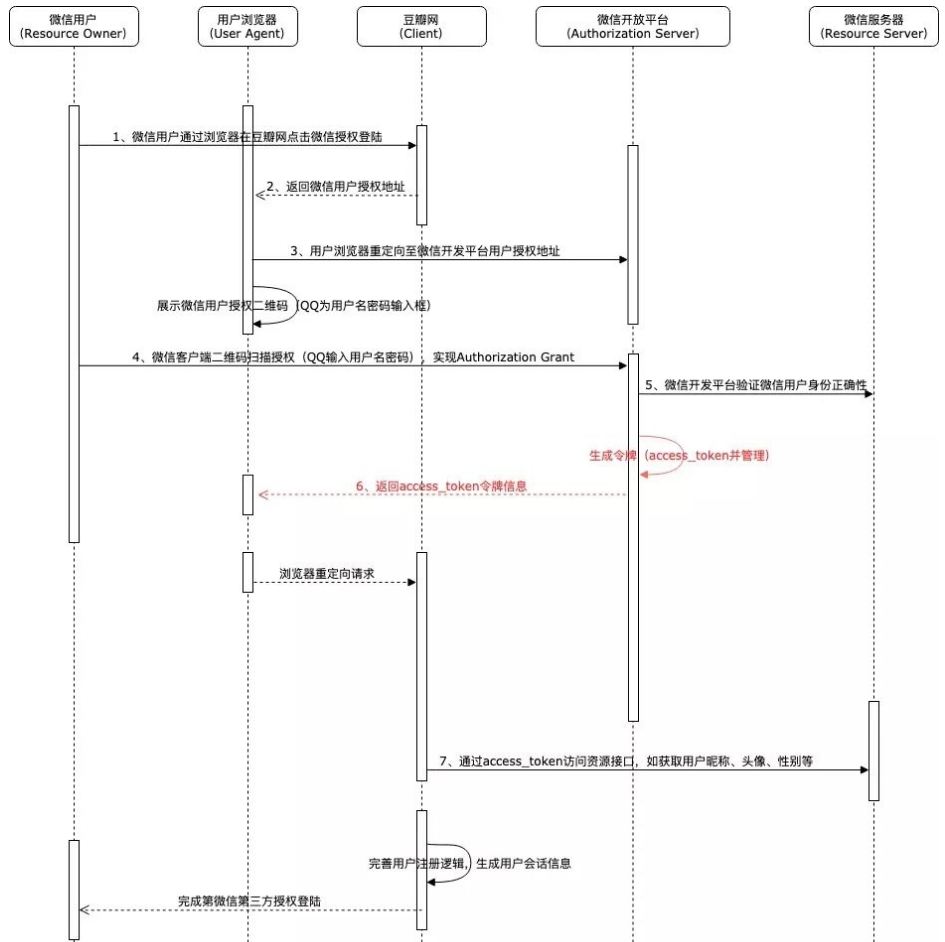 微信用户
(Resource Owner)
用户浏览器
(User Agent)
豆瓣网
(Client)
微信开放平台
(Authorization Server)
微信服务器
(Resource Server)
1、微信用户通过浏览器在豆瓣网点击微信授权登陆
2、返回微信用户授权地址
3、用户浏览器重定向至微信开发平台用户授权地址
展示微信用户授权二维码（QQ为用户名密码输入框）
4、微信客户端二维码扫描授权（QQ输入用户名密码），实现Authorization Grant
5、微信开发平台验证微信用户身份正确性
生成令牌（access_token并管理）
6、返回access_token令牌信息
浏览器重定向请求
7、通过access_token访问资源接口，如获取用户昵称、头像、性别等
完善用户注册逻辑，生成用户会话信息
完成第微信第三方授权登陆